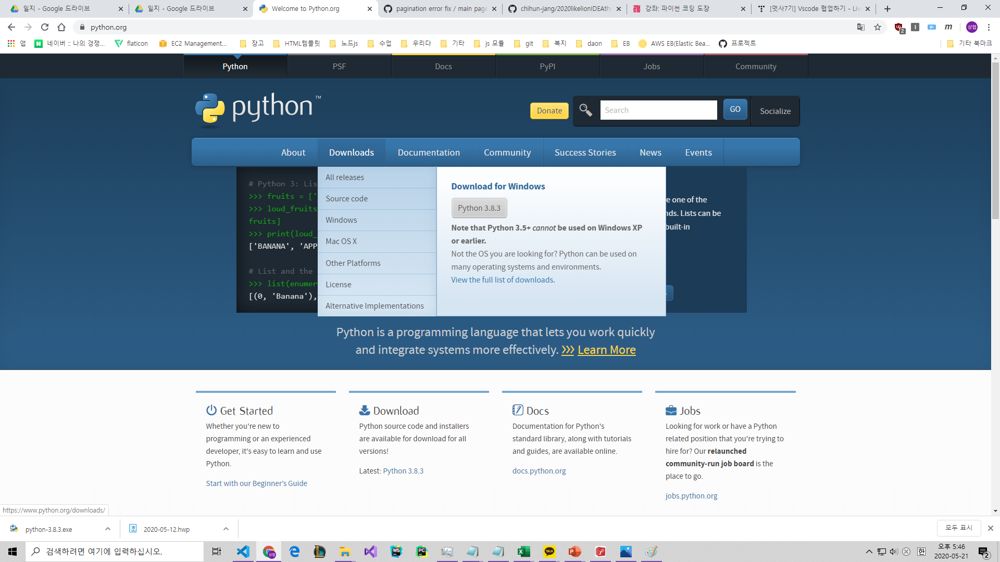 일지 - Google 드라이브
일지 - Google 드라이브
Welcome to Python.org
pagination error fix / main page
chihun-jang/2020likelionIDEAtho
강좌: 파이썬 코딩 도장
[멋사7기] Vscode 협업하기 - Liv
python.org
2
상협
앱
네이버 :: 나의 경쟁...
flaticon
EC2 Management...
장고
HTML템플릿
노드js
수업
우리다
기타
js 모듈
git
복지
daon
EB
AWS EB(Elastic Bea...
프로젝트
기타 북마크
Python
PSF
Docs
PyPI
Jobs
Community
python™
Donate
Search
GO
Socialize
About
Downloads
Documentation
Community
Success Stories
News
Events
# Python 3: Lis
>>> fruits = ['
>>> loud_fruits
fruits]
>>> print(loud_
['BANANA', 'APP
# List and the
>>> list(enumer
[(0, 'Banana'),
All releases
Source code
Windows
Mac OS X
Other Platforms
License
Alternative Implementations
Download for Windows
Python 3.8.3
Note that Python 3.5+ cannot be used on Windows XP
or earlier.
Not the OS you are looking for? Python can be used on
many operating systems and environments.
View the full list of downloads.
e one of the
nds. Lists can be
built-in
Python is a programming language that lets you work quickly
and integrate systems more effectively. >>> Learn More
Get Started
Whether you're new to
programming or an experienced
developer, it's easy to learn and use
Python.
Start with our Beginner’s Guide
Download
Python source code and installers
are available for download for all
versions!
Latest: Python 3.8.3
Docs
Documentation for Python's
standard library, along with tutorials
and guides, are available online.
docs.python.org
Jobs
Looking for work or have a Python
related position that you're trying to
hire for? Our relaunched
community-run job board is the
place to go.
jobs.python.org
https://www.python.org/downloads/
python-3.8.3.exe
2020-05-12.hwp
모두 표시
검색하려면 여기에 입력하십시오.
한
오후 5:46
2020-05-21
2